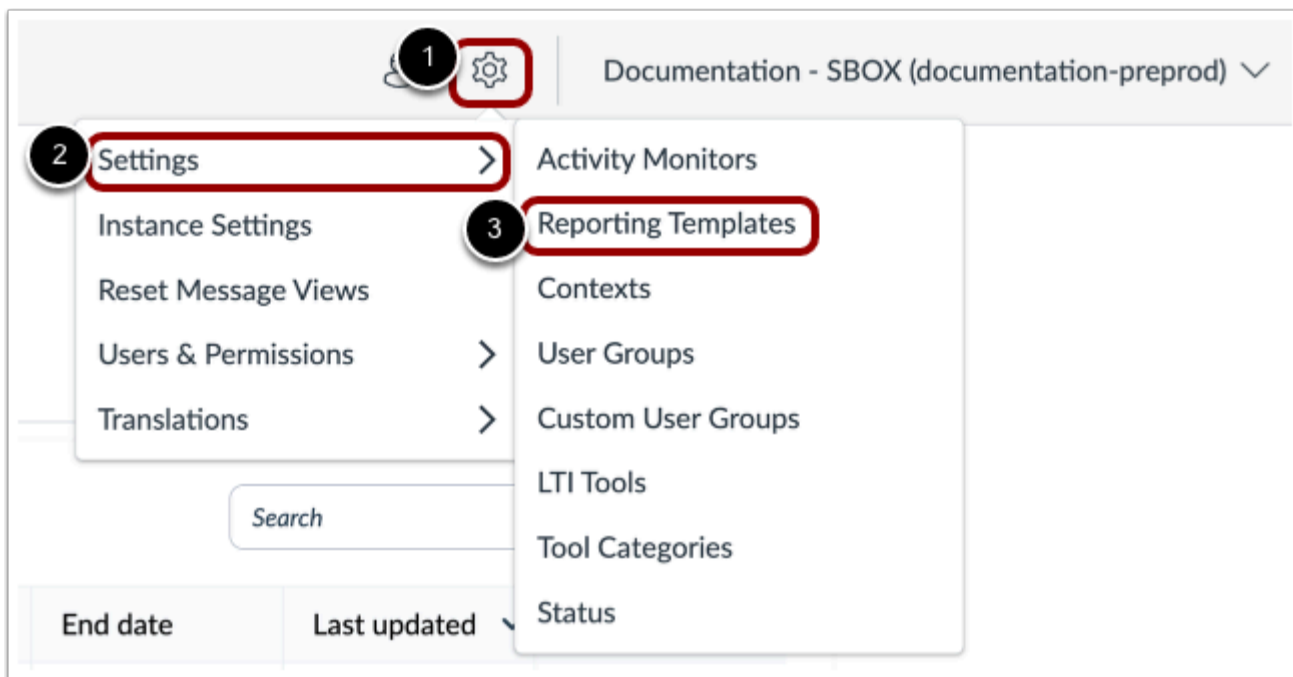 1
Documentation - SBOX (documentation-preprod)
2
Settings
Instance Settings
Reset Message Views
Users & Permissions
Translations
Activity Monitors
3
Reporting Templates
Contexts
User Groups
Custom User Groups
LTI Tools
Tool Categories
Status
Search
End date
Last updated